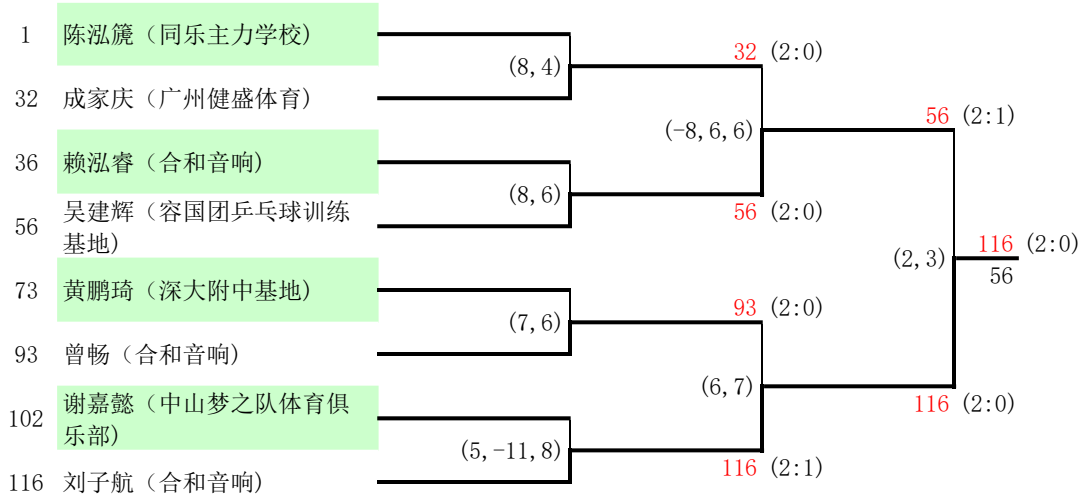 1 陈泓篪（同乐主力学校)
32 (2:0)
(8,4)
32 成家庆（广州健盛体育)
56 (2:1)
(-8,6,6)
36 赖泓睿（合和音响)
(8,6)
56 (2:0)
56 吴建辉（容国团乒乓球训练
基地)
116 (2:0)
(2,3)
56
73 黄鹏琦（深大附中基地)
93 (2:0)
(7,6)
93 曾畅（合和音响)
(6,7)
116 (2:0)
102 谢嘉懿（中山梦之队体育俱
乐部)
(5,-11,8)
116 (2:1)
116 刘子航（合和音响)